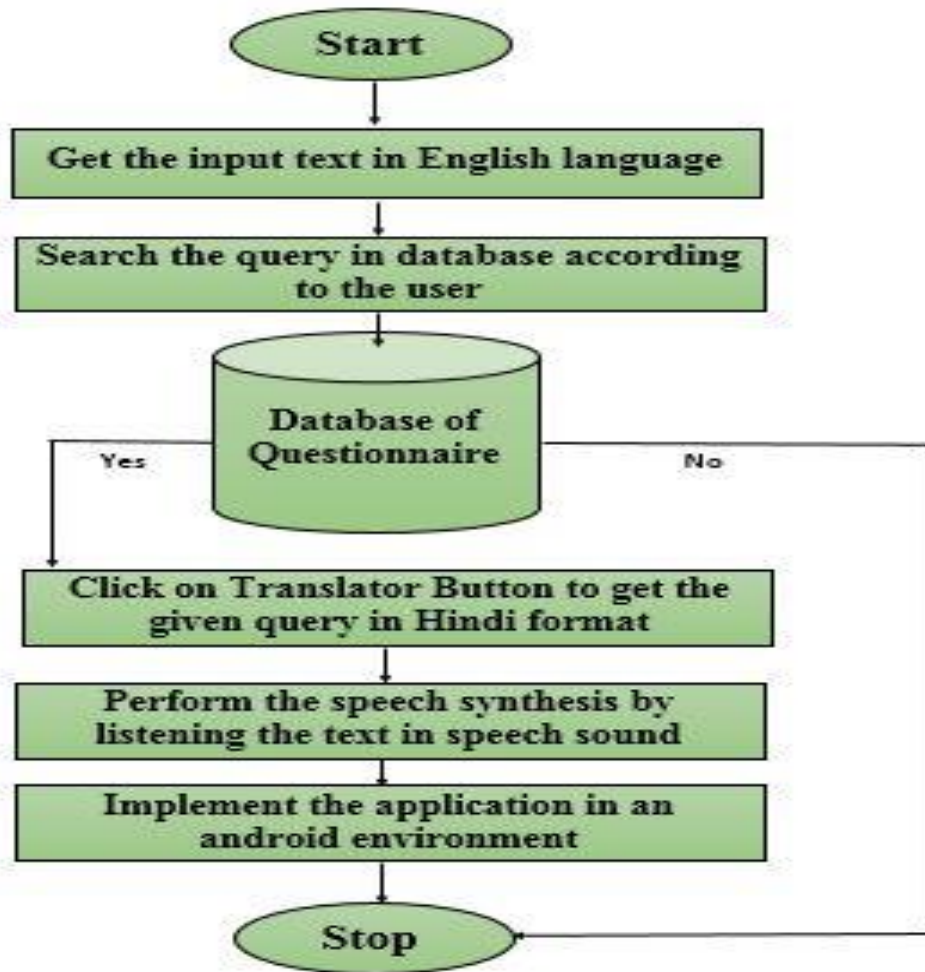 Start
Get the input text in English language
Search the query in database according
to the user
Database of
Questionnaire
Yes
No
Click on Translator Button to get the
given query in Hindi format
Perform the speech synthesis by
listening the text in speech sound
Implement the application in an
android environment
Stop